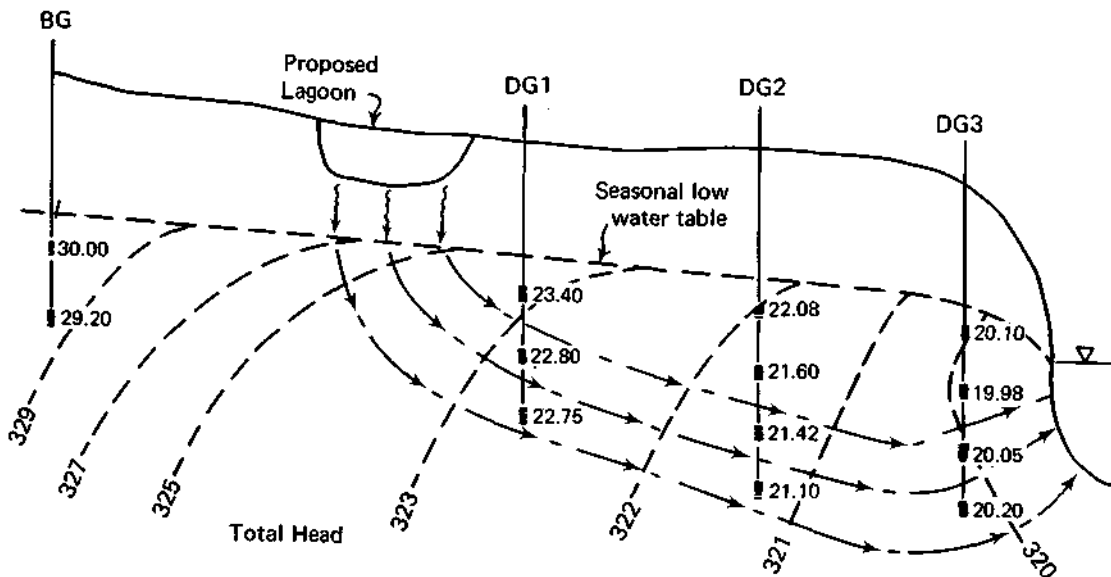 BG
Proposed
Lagoon
DG1
DG2
DG3
Seasonal low
water table
30.00
29.20
23.40
22.80
22.75
22.08
21.60
21.42
21.10
20.10
19.98
20.05
20.20
329
327
325
323
322
321
320
Total Head